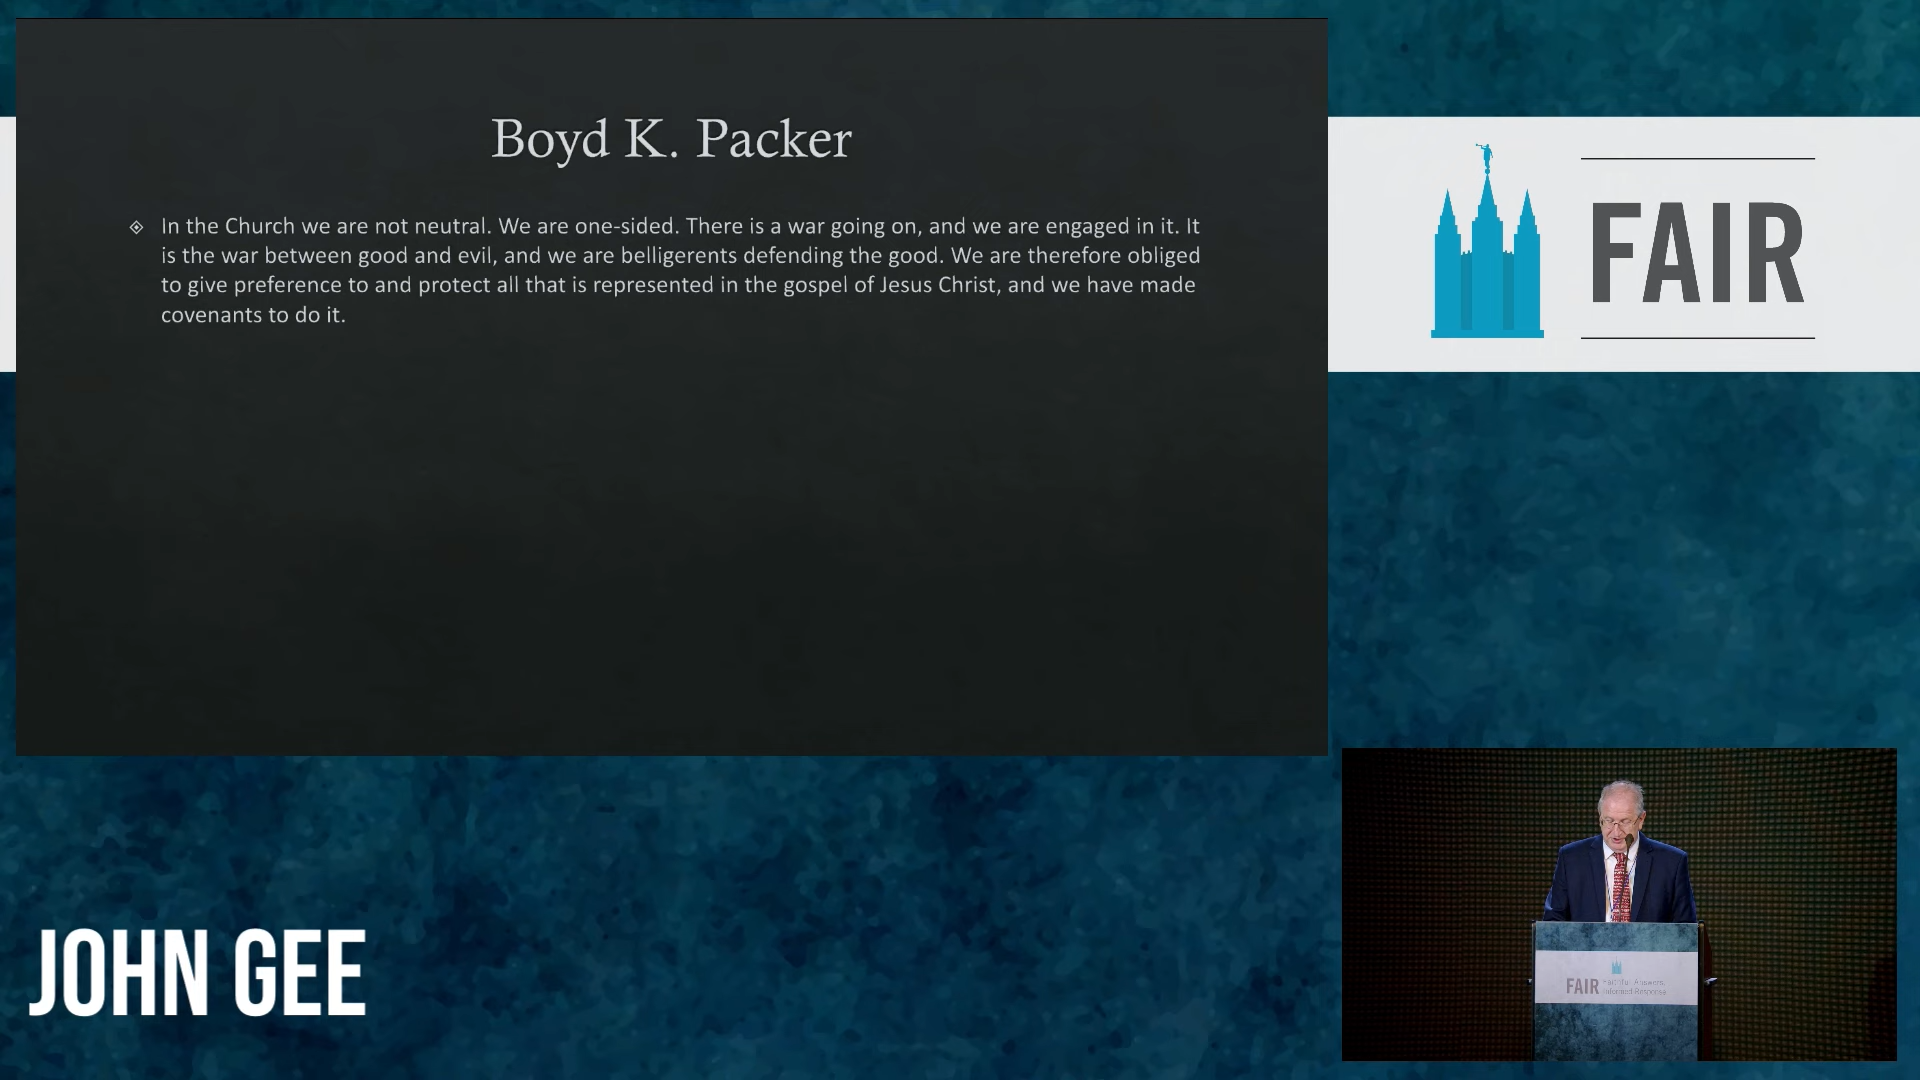 Boyd K. Packer
In the Church we are not neutral. We are one-sided. There is a war going on, and we are engaged in it. It
is the war between good and evil, and we are belligerents defending the good. We are therefore obliged
to give preference to and protect all that is represented in the gospel of Jesus Christ, and we have made
covenants to do it.
FAIR
JOHN GEE
FAIR
Informed Response